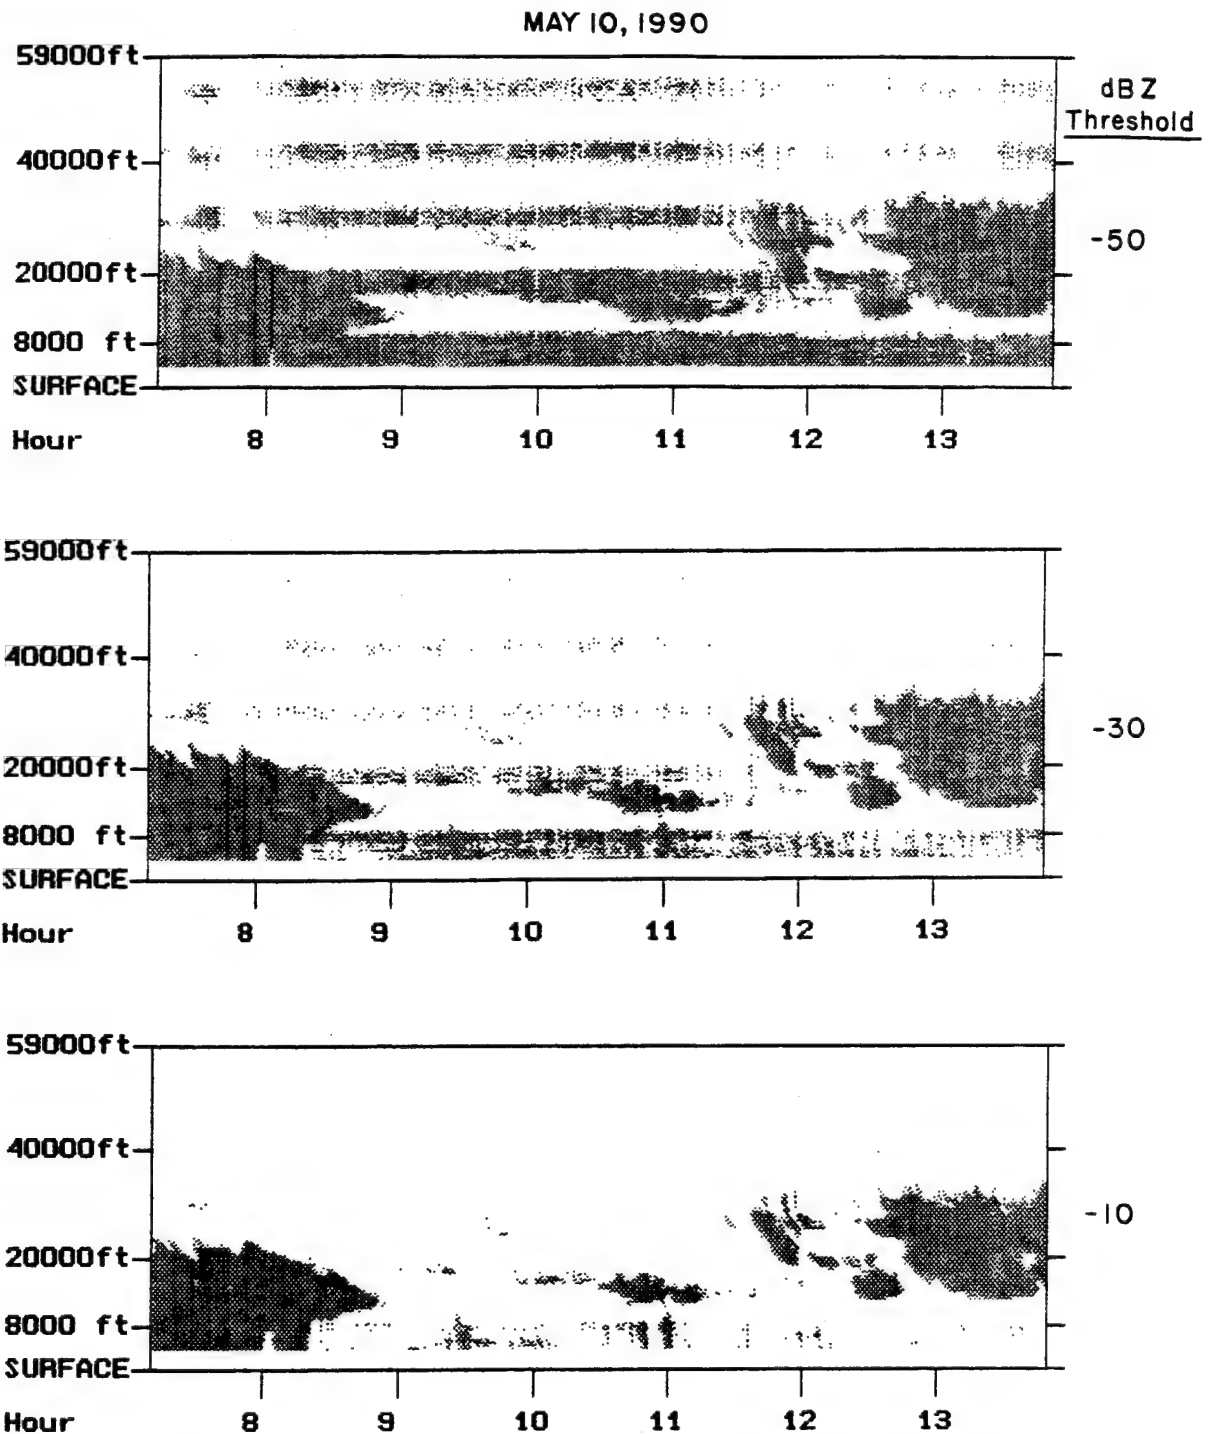 MAY 10, 1990
59000ft
dBZ
Threshold
40000ft
-50
20000ft
8000 ft
SURFACE
Hour 8 9 10 11 12 13
59000ft
40000ft
-30
20000ft
8000 ft
SURFACE
Hour 8 9 10 11 12 13
59000ft
40000ft
-10
20000ft
8000 ft
SURFACE
Hour 8 9 10 11 12 13